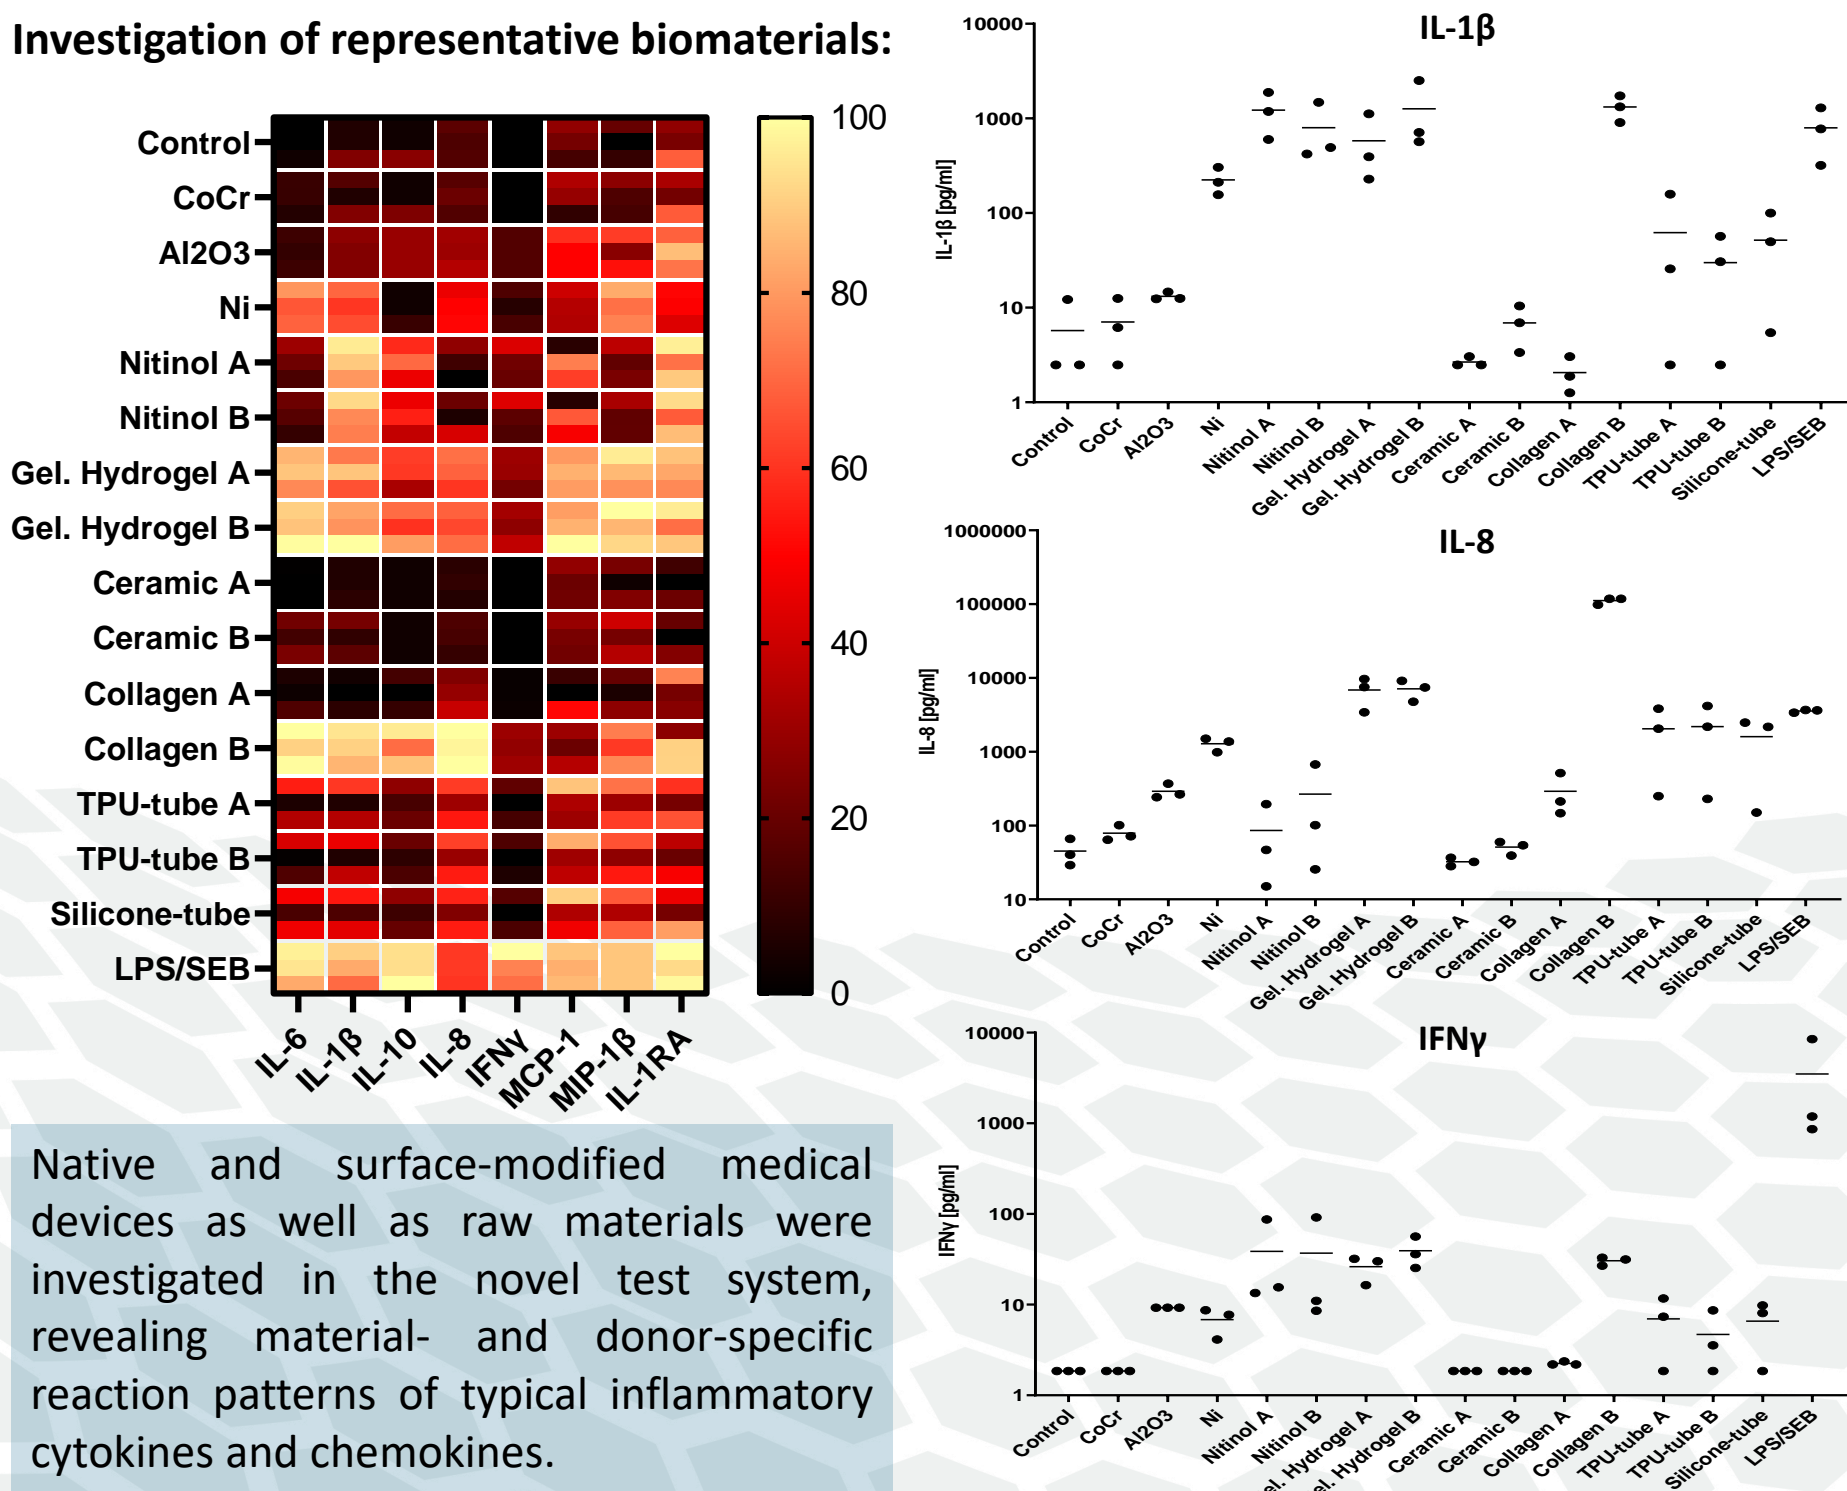 Investigation of representative biomaterials:
Control
CoCr
Al2O3
Ni
Nitinol A
Nitinol B
Gel. Hydrogel A
Gel. Hydrogel B
Ceramic A
Ceramic B
Collagen A
Collagen B
TPU-tube A
TPU-tube B
Silicone-tube
LPS/SEB
IL-6
IL-1β
IL-10
IL-8
IFNγ
MCP-1
MIP-1β
IL-1RA
100
80
60
40
20
0
Native and surface-modified medical
devices as well as raw materials were
investigated in the novel test system,
revealing material- and donor-specific
reaction patterns of typical inflammatory
cytokines and chemokines.
IL-1β
IL-1β [pg/ml]
10000
1000
100
10
1
Control
CoCr
Al2O3
Ni
Nitinol A
Nitinol B
Gel. Hydrogel A
Gel. Hydrogel B
Ceramic A
Ceramic B
Collagen A
Collagen B
TPU-tube A
TPU-tube B
Silicone-tube
LPS/SEB
IL-8
IL-8 [pg/ml]
1000000
100000
10000
1000
100
10
Control
CoCr
Al2O3
Ni
Nitinol A
Nitinol B
Gel. Hydrogel A
Gel. Hydrogel B
Ceramic A
Ceramic B
Collagen A
Collagen B
TPU-tube A
TPU-tube B
Silicone-tube
LPS/SEB
IFNγ
IFNγ [pg/ml]
10000
1000
100
10
1
Control
CoCr
Al2O3
Ni
Nitinol A
Nitinol B
el. Hydrogel A
el. Hydrogel B
Ceramic A
Ceramic B
Collagen A
Collagen B
TPU-tube A
TPU-tube B
Silicone-tube
LPS/SEB